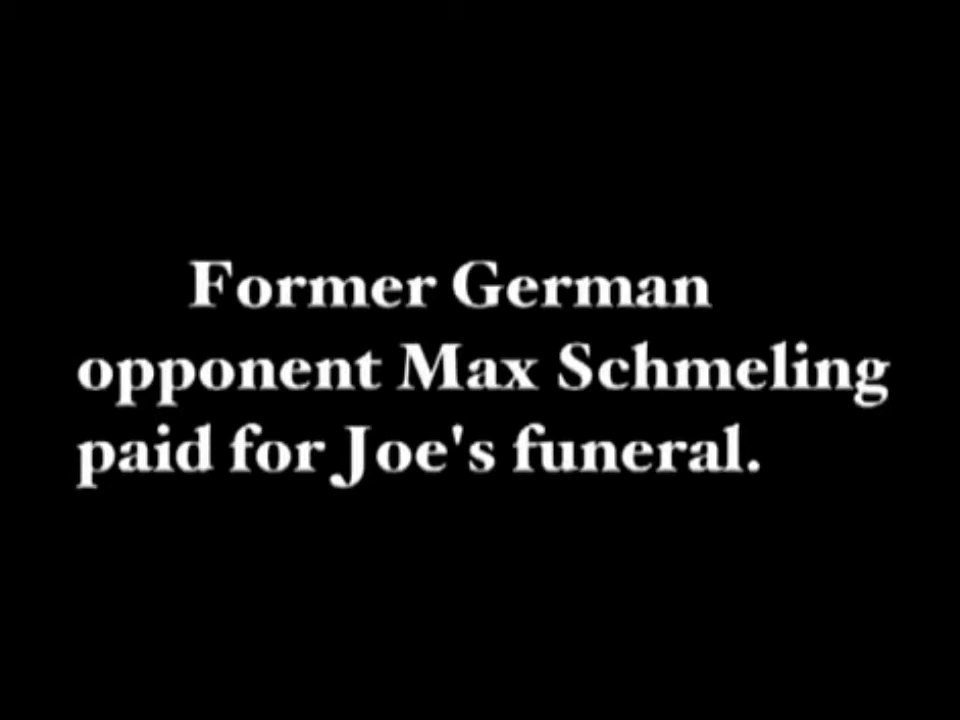 Former German
opponent Max Schmeling
paid for Joe's funeral.